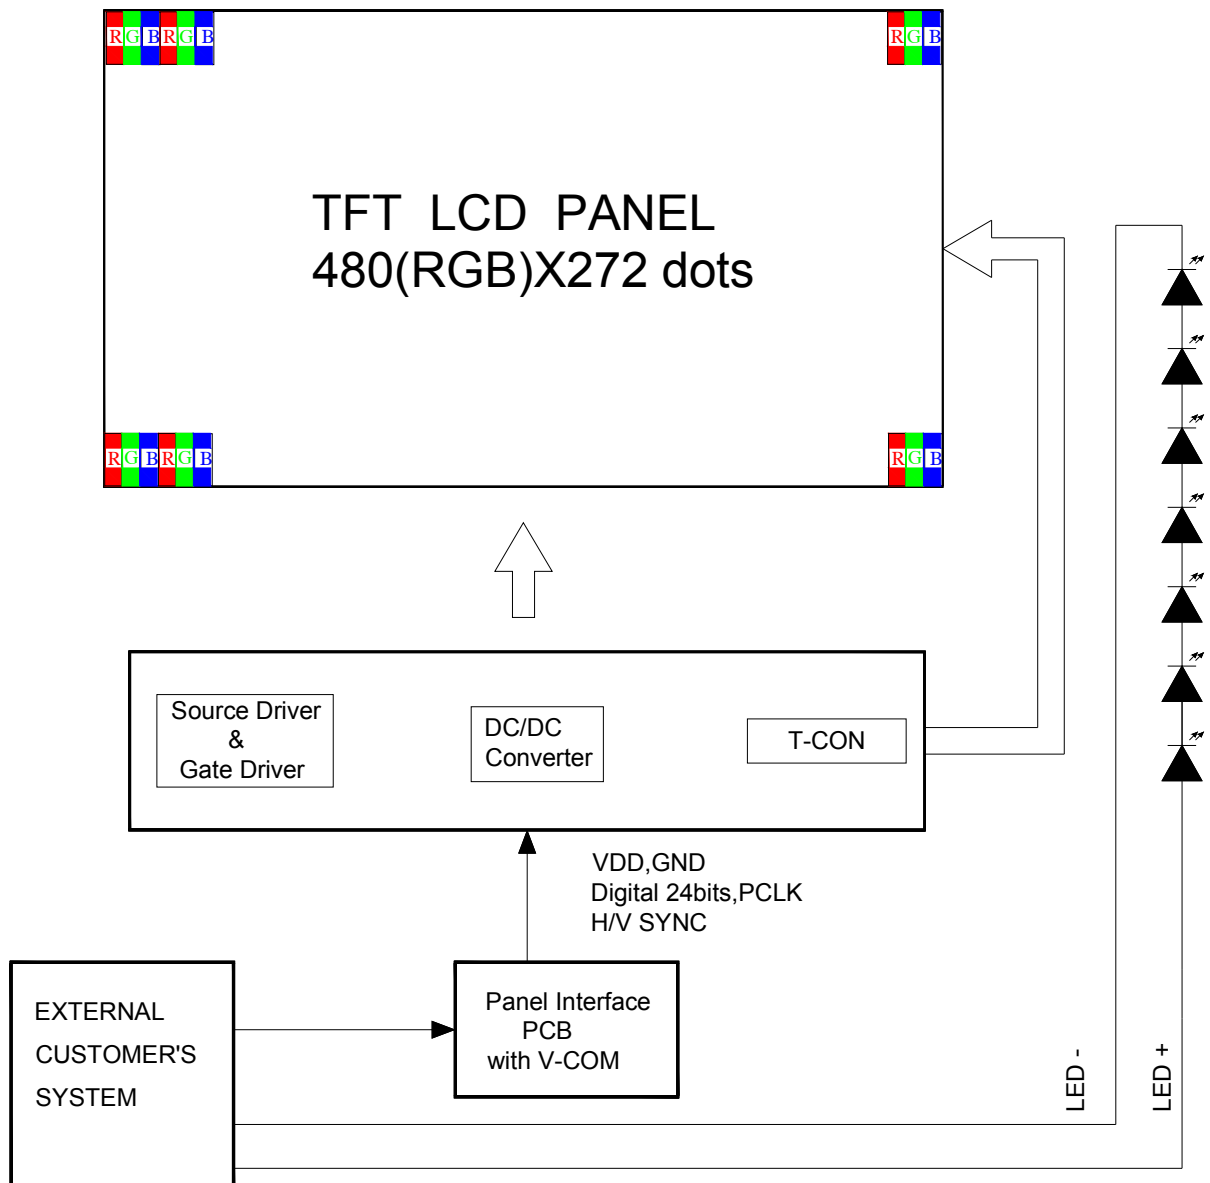 RGBRGB RGB
TFT LCD PANEL
480(RGB)X272 dots
RGBRGB RGB
Source Driver
&
Gate Driver
DC/DC
Converter
T-CON
VDD,GND
Digital 24bits,PCLK
H/V SYNC
EXTERNAL
CUSTOMER'S
SYSTEM
Panel Interface
PCB
with V-COM
LED -
LED +